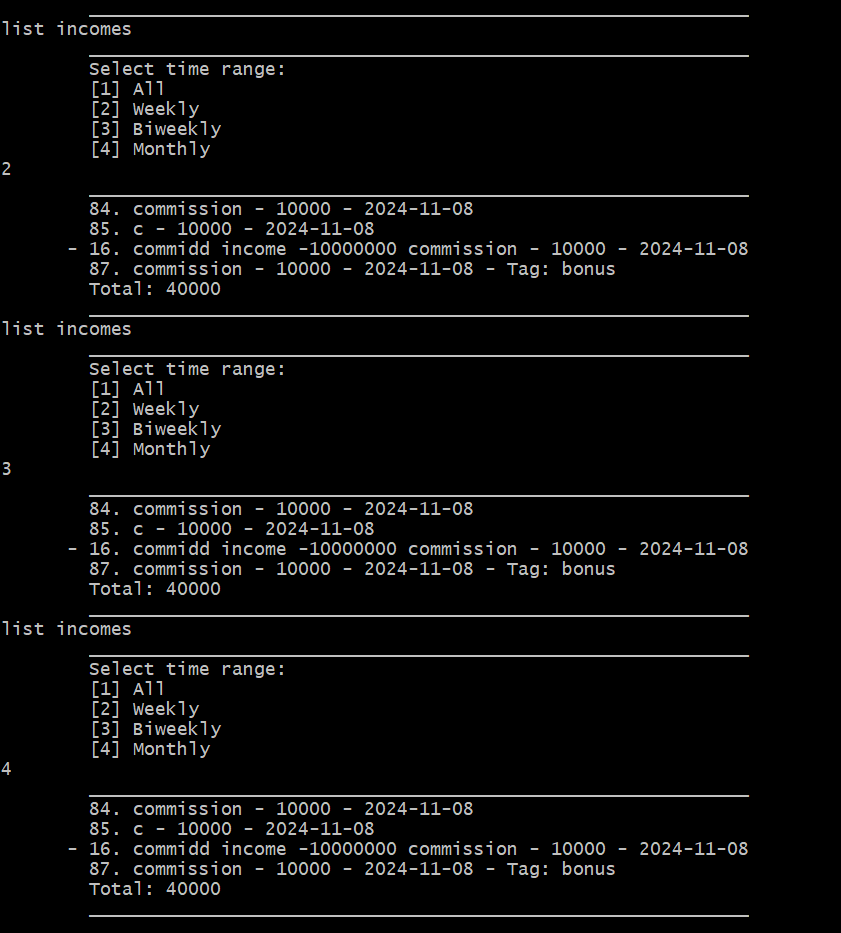 list incomes
Select time range:
[1] All
[2] Weekly
[3] Biweekly
[4] Monthly
2
84. commission - 10000 - 2024-11-08
85. c - 10000 - 2024-11-08
- 16. commidd income -10000000 commission - 10000 - 2024-11-08
87. commission - 10000 - 2024-11-08 - Tag: bonus
Total: 40000
list incomes
Select time range:
[1] All
[2] Weekly
[3] Biweekly
[4] Monthly
3
84. commission - 10000 - 2024-11-08
85. c - 10000 - 2024-11-08
- 16. commidd income -10000000 commission - 10000 - 2024-11-08
87. commission - 10000 - 2024-11-08 - Tag: bonus
Total: 40000
list incomes
Select time range:
[1] All
[2] Weekly
[3] Biweekly
[4] Monthly
4
84. commission - 10000 - 2024-11-08
85. c - 10000 - 2024-11-08
- 16. commidd income -10000000 commission - 10000 - 2024-11-08
87. commission - 10000 - 2024-11-08 - Tag: bonus
Total: 40000